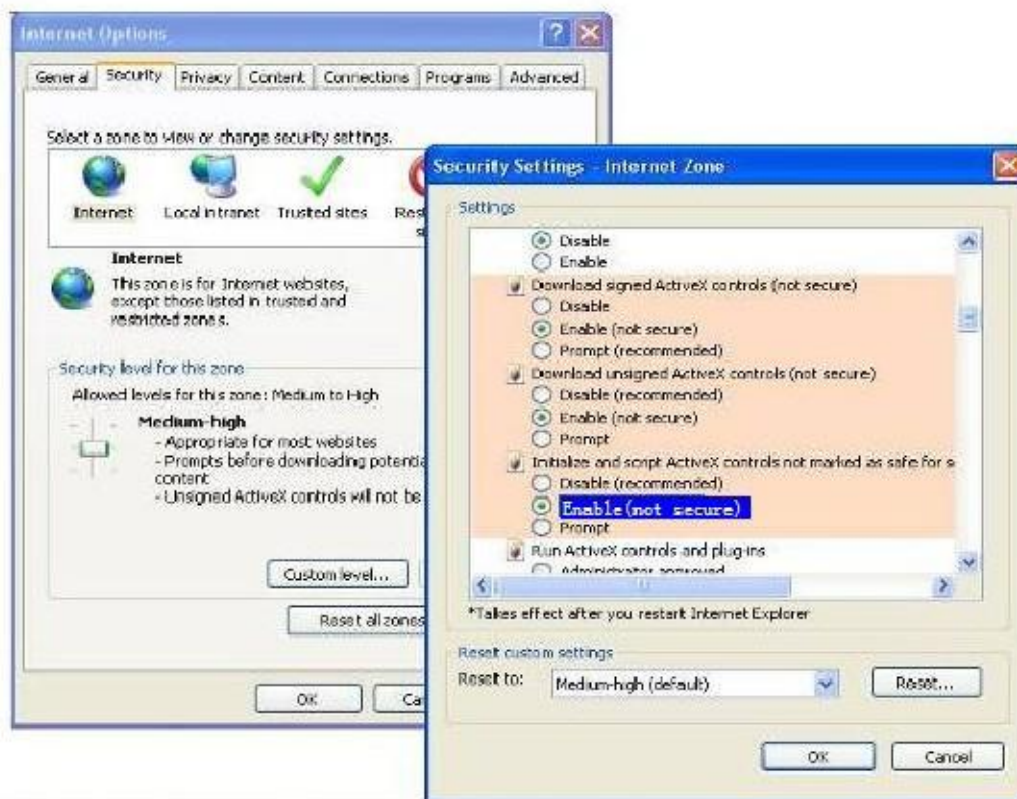 Internet Options
General Security Privacy Content Connections Programs Advanced
Select a zone to view or change security settings.
Internet Local intranet Trusted sites
Internet
This zone is for Internet websites,
except those listed in trusted and
restricted zones.
Security level for this zone
Allowed levels for this zone: Medium to High
Medium-high
- Appropriate for most websites
- Prompts before downloading
content
- Unsigned ActiveX controls will not be
Custom level...
Reset all zones
OK
Security Settings - Internet Zone
Settings
Disable
Enable
Download signed ActiveX controls (not secure)
Disable
Enable (not secure)
Prompt (recommended)
Download unsigned ActiveX controls (not secure)
Disable (recommended)
Enable (not secure)
Prompt
Initialize and script ActiveX controls not marked as safe for s
Disable (recommended)
Enable(not secure)
Prompt
Run ActiveX controls and plug-ins
Administrator approved
*Takes effect after you restart Internet Explorer
Reset custom settings
Reset to: Medium-high (default) Reset...
OK Cancel